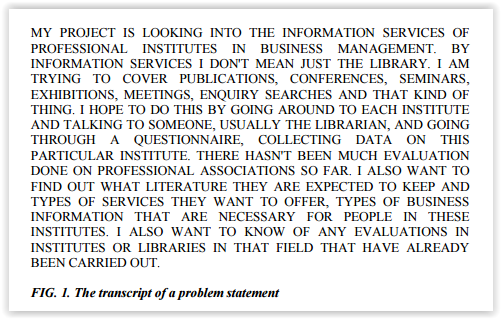 MY PROJECT IS LOOKING INTO THE INFORMATION SERVICES OF
PROFESSIONAL INSTITUTES IN BUSINESS MANAGEMENT. BY
INFORMATION SERVICES I DON'T MEAN JUST THE LIBRARY. I AM
TRYING TO COVER PUBLICATIONS, CONFERENCES, SEMINARS,
EXHIBITIONS, MEETINGS, ENQUIRY SEARCHES AND THAT KIND OF
THING. I HOPE TO DO THIS BY GOING AROUND TO EACH INSTITUTE
AND TALKING TO SOMEONE, USUALLY THE LIBRARIAN, AND GOING
THROUGH A QUESTIONNAIRE, COLLECTING DATA ON THIS
PARTICULAR INSTITUTE. THERE HASN'T BEEN MUCH EVALUATION
DONE ON PROFESSIONAL ASSOCIATIONS SO FAR. I ALSO WANT TO
FIND OUT WHAT LITERATURE THEY ARE EXPECTED TO KEEP AND
TYPES OF SERVICES THEY WANT TO OFFER, TYPES OF BUSINESS
INFORMATION THAT ARE NECESSARY FOR PEOPLE IN THESE
INSTITUTES. I ALSO WANT TO KNOW OF ANY EVALUATIONS IN
INSTITUTES OR LIBRARIES IN THAT FIELD THAT HAVE ALREADY
BEEN CARRIED OUT.
FIG. 1. The transcript of a problem statement